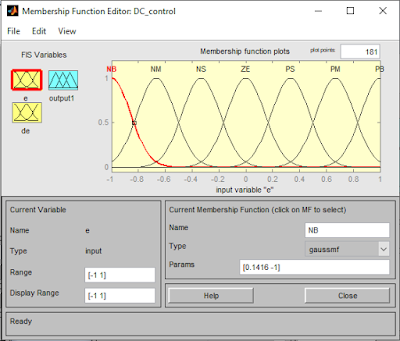 Membership Function Editor: DC_control
File Edit View
FIS Variables
e
output1
de
Membership function plots
plot points:
181
NB NM NS ZE PS PM PB
1
0.5
0
-1 -0.8 -0.6 -0.4 -0.2 0 0.2 0.4 0.6 0.8 1
input variable "e"
Current Variable
Name e
Type input
Range [-1 1]
Display Range [-1 1]
Current Membership Function (click on MF to select)
Name NB
Type gaussmf
Params [0.1416 -1]
Help Close
Ready